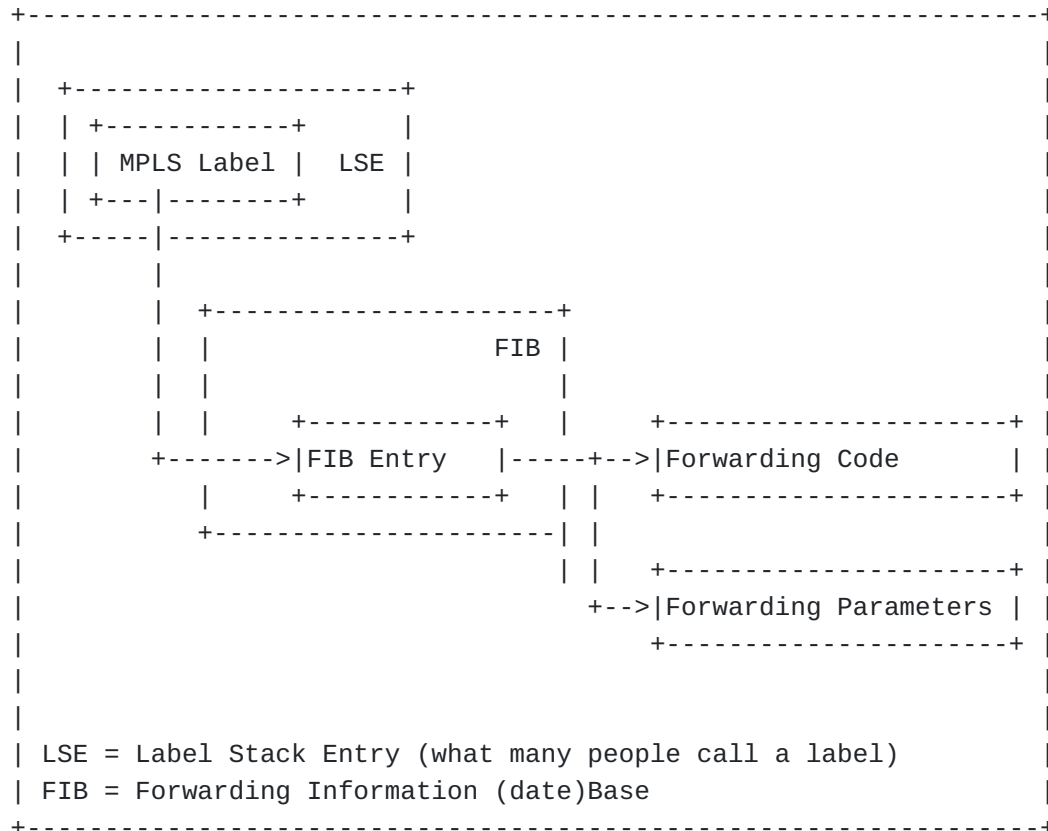 MPLS Label LSE
FIB
FIB Entry Forwarding Code
Forwarding Parameters
LSE = Label Stack Entry (what many people call a label)
FIB = Forwarding Information (date)Base